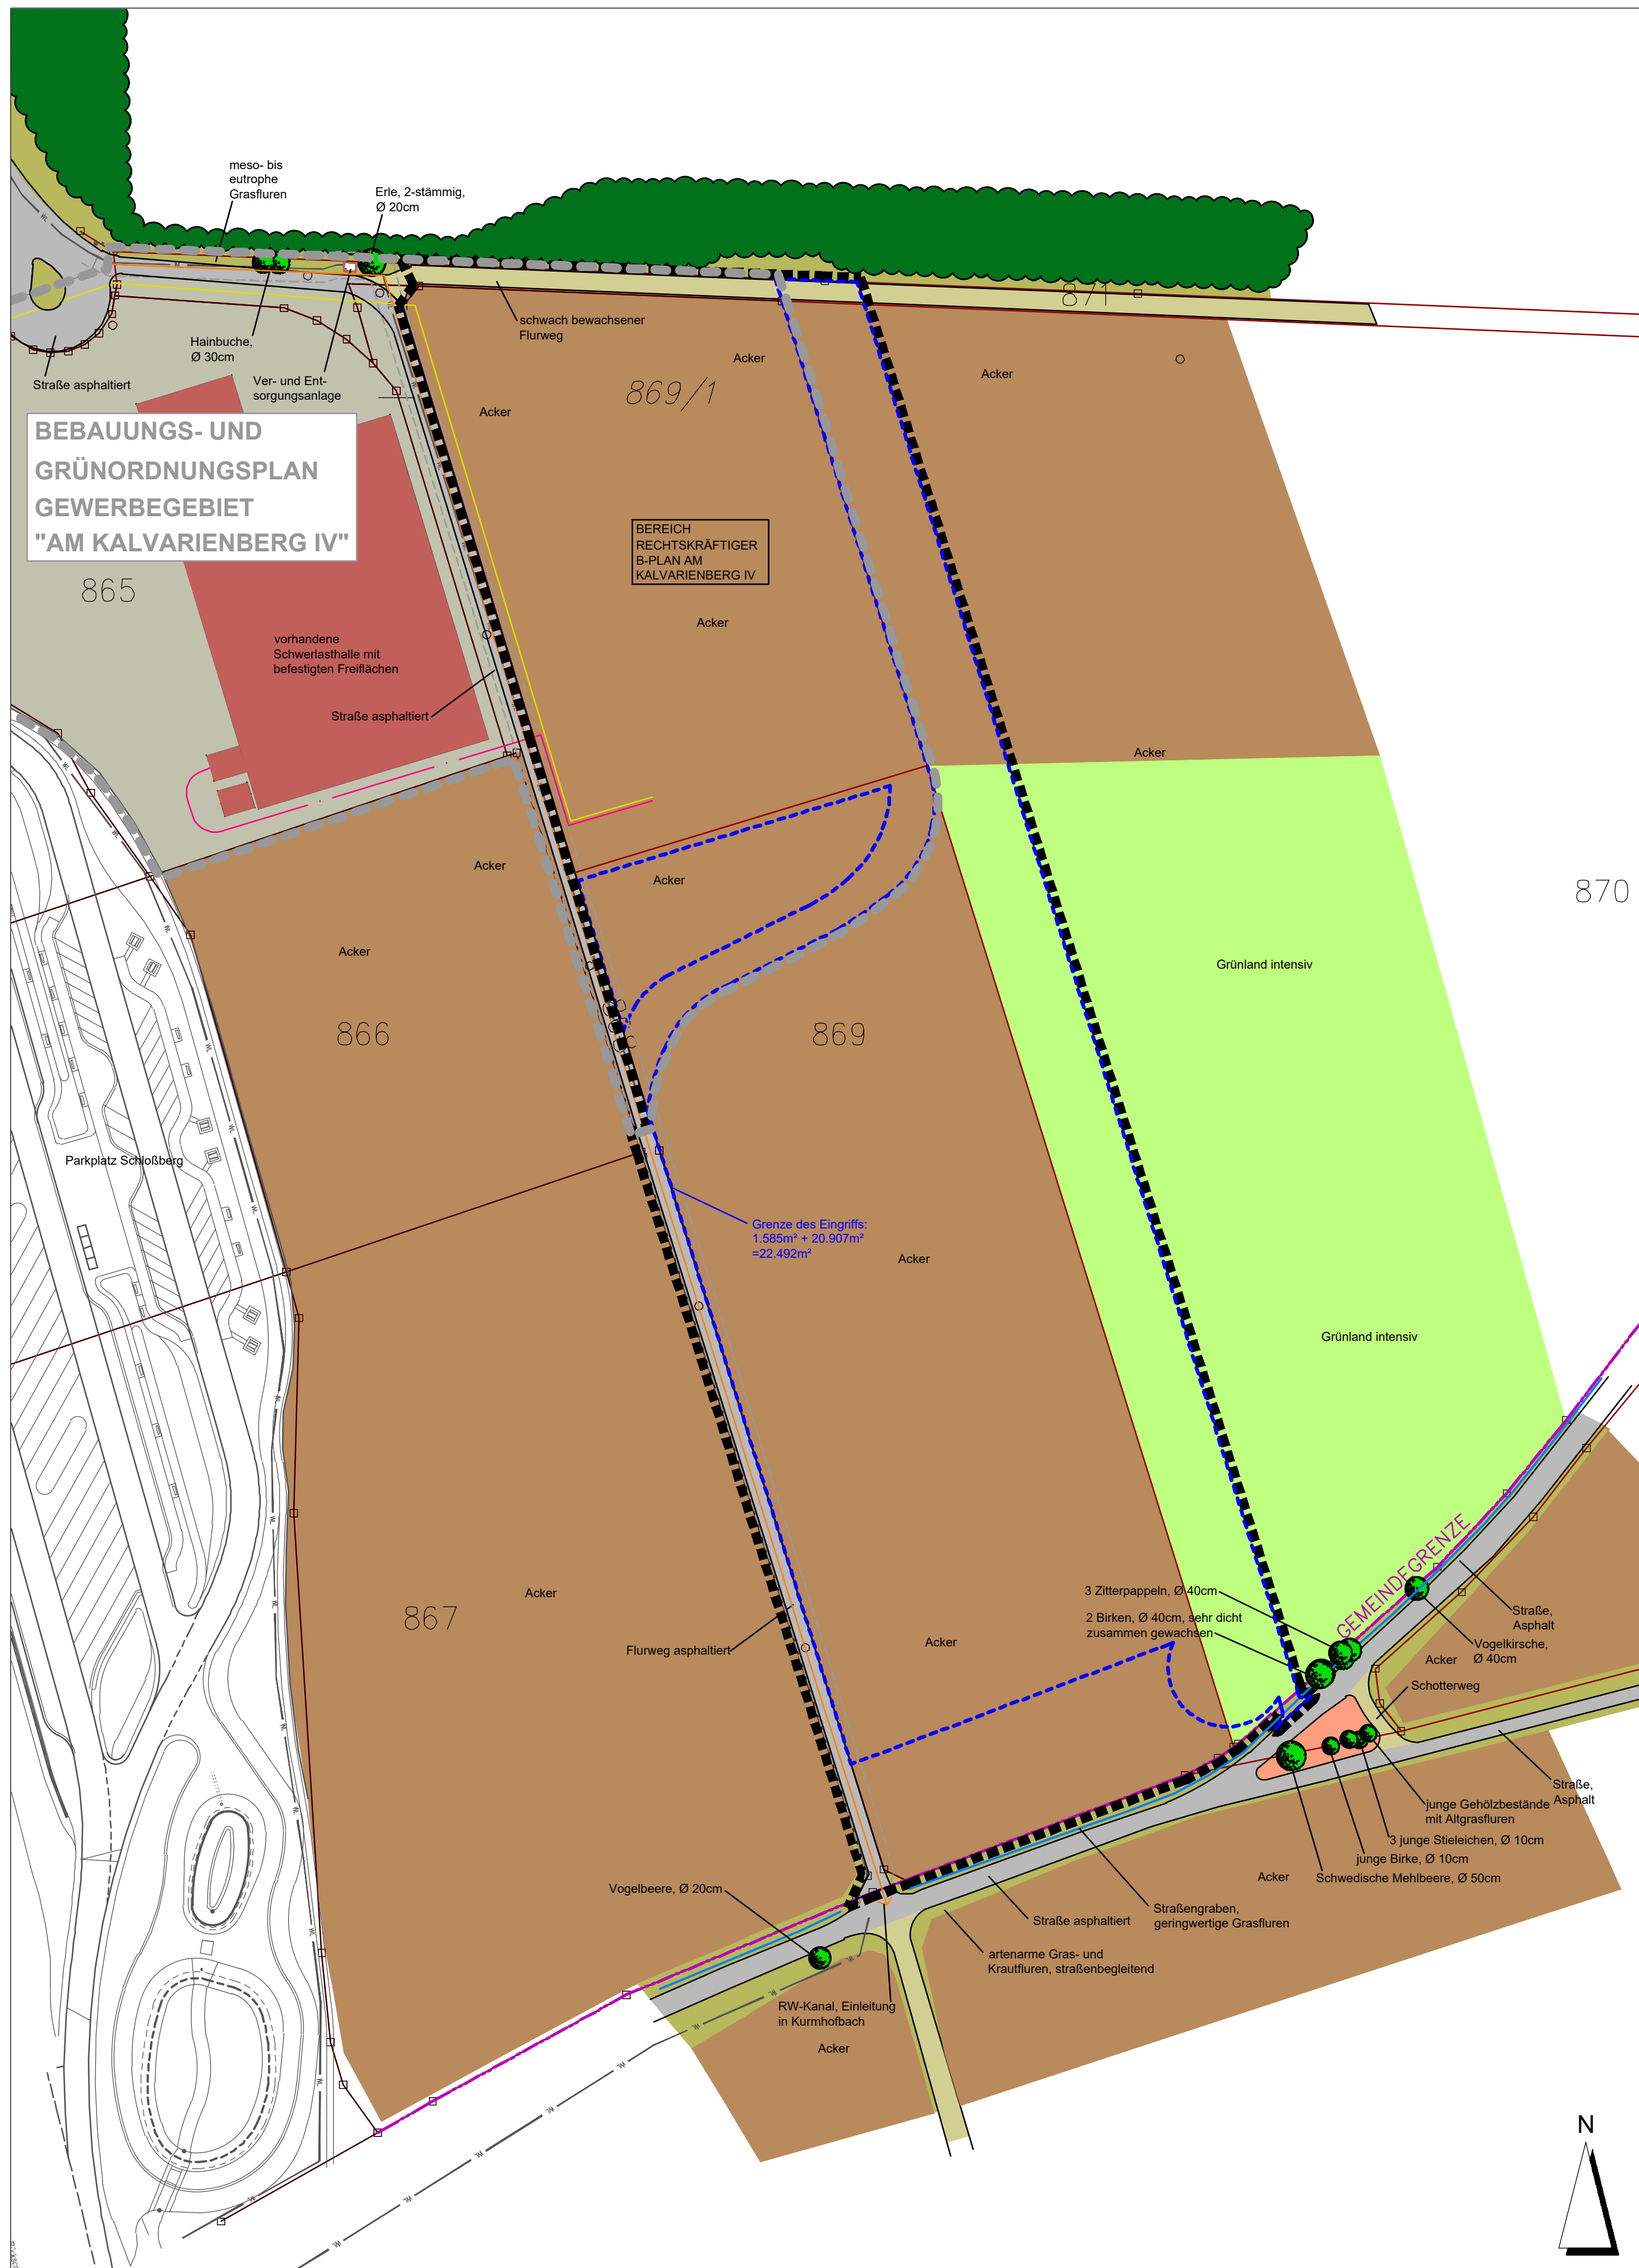 meso- bis
eutrophe
Grasfluren
Erle, 2-stämmig,
Ø 20cm
871
schwach bewachsener
Flurweg
Hainbuche,
Ø 30cm
Ver- und Ent-
sorgungsanlage
Straße asphaltiert
Acker
Acker
869/1
Acker
BEBAUUNGS- UND
GRÜNORDNUNGSPLAN
GEWERBEGEBIET
"AM KALVARIENBERG IV"
BEREICH
RECHTSKRÄFTIGER
B-PLAN AM
KALVARIENBERG IV
865
Acker
vorhandene
Schwerlasthalle mit
befestigten Freiflächen
Straße asphaltiert
Acker
Acker
Acker
870
Acker
Grünland intensiv
866
869
Parkplatz Schloßberg
Grenze des Eingriffs:
1.585m² + 20.907m²
=22.492m²
Acker
Grünland intensiv
GEMEINDEGRENZE
3 Zitterpappeln, Ø 40cm
2 Birken, Ø 40cm, sehr dicht
zusammen gewachsen
Acker
867
Flurweg asphaltiert
Acker
Straße,
Asphalt
Vogelkirsche,
Ø 40cm
Acker
Schotterweg
Straße,
Asphalt
junge Gehölzbestände
mit Altgrasfluren
3 junge Stieleichen, Ø 10cm
junge Birke, Ø 10cm
Schwedische Mehlbeere, Ø 50cm
Acker
Vogelbeere, Ø 20cm
Straßengraben,
geringwertige Grasfluren
Straße asphaltiert
artenarme Gras- und
Krautfluren, straßenbegleitend
RW-Kanal, Einleitung
in Kurmhofbach
Acker
N